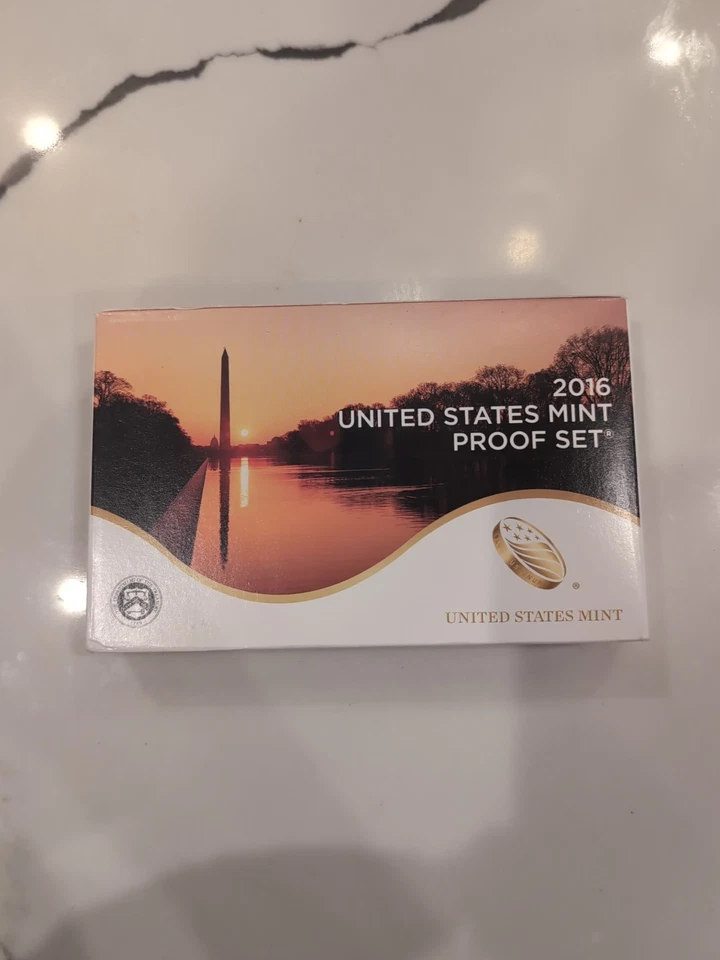 2016
UNITED STATES MINT
PROOF SET®
®
UNITED STATES MINT